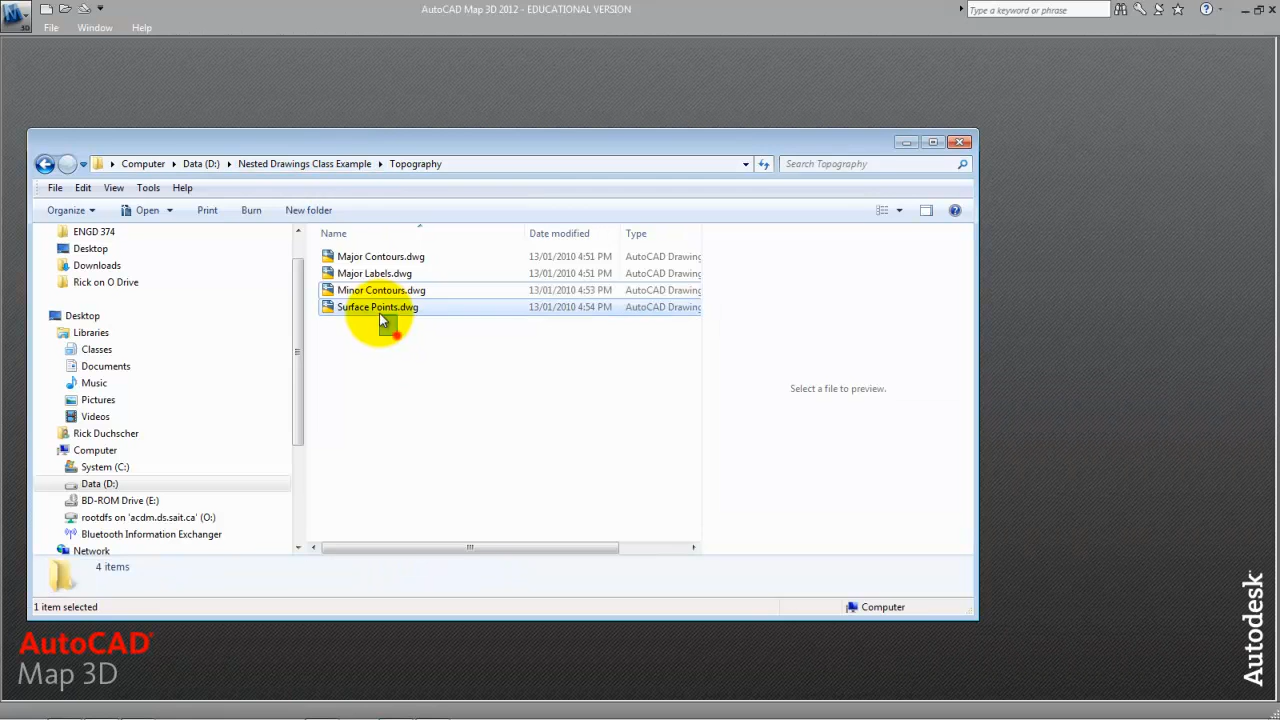 AutoCAD Map 3D 2012 - EDUCATIONAL VERSION
Type a keyword or phrase
3D
File Window Help
Computer Data (D:) Nested Drawings Class Example Topography
Search Topography
File Edit View Tools Help
Organize Open Print Burn New folder
ENGD 374
Desktop
Downloads
Rick on O Drive
Desktop
Libraries
Classes
Documents
Music
Pictures
Videos
Rick Duchscher
Computer
System (C:)
Data (D:)
BD-ROM Drive (E:)
rootdfs on 'acdm.ds.sait.ca' (O:)
Bluetooth Information Exchanger
Network
Name Date modified Type
Major Contours.dwg 13/01/2010 4:51 PM AutoCAD Drawing
Major Labels.dwg 13/01/2010 4:51 PM AutoCAD Drawing
Minor Contours.dwg 13/01/2010 4:53 PM AutoCAD Drawing
Surface Points.dwg 13/01/2010 4:54 PM AutoCAD Drawing
Select a file to preview.
4 items
1 item selected
Computer
AutoCAD
Map 3D
Autodesk